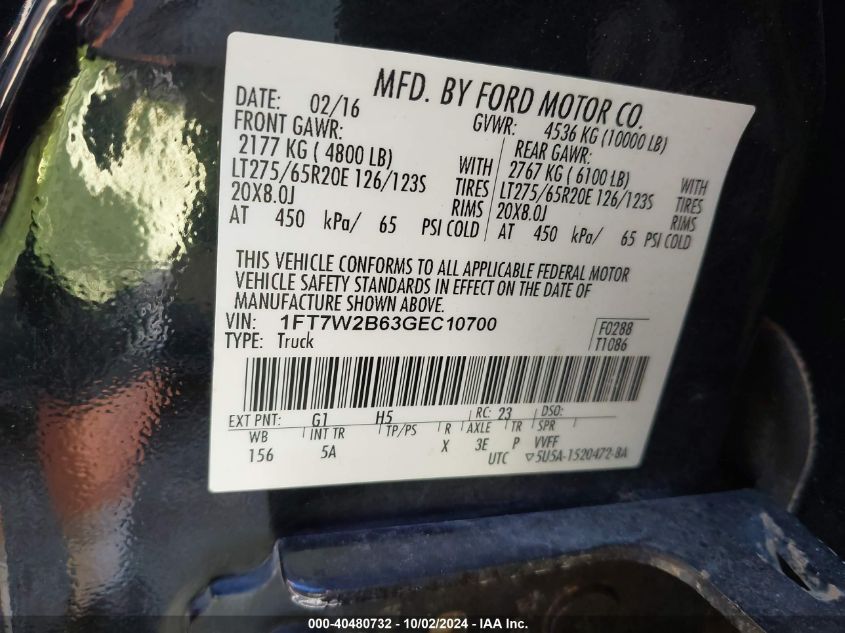 MFD. BY FORD MOTOR CO.
DATE: 02/16 GVWR: 4536 KG (10000 LB)
FRONT GAWR: REAR GAWR:
2177 KG ( 4800 LB) WITH 2767 KG ( 6100 LB) WITH
LT275/65R20E 126/123S TIRES LT275/65R20E 126/123S TIRES
20X8.0J RIMS 20X8.0J RIMS
AT 450 kPa/ 65 PSI COLD AT 450 kPa/ 65 PSI COLD
THIS VEHICLE CONFORMS TO ALL APPLICABLE FEDERAL MOTOR
VEHICLE SAFETY STANDARDS IN EFFECT ON THE DATE OF
MANUFACTURE SHOWN ABOVE.
VIN: 1FT7W2B63GEC10700 F0288
TYPE: Truck T1086
EXT PNT: G1 H5 RC: 23 DSO:
WB INT TR TP/PS R AXLE TR SPR
156 5A X 3E P VVFF
UTC ▽5U5A-1520472-BA
000-40480732 - 10/02/2024 - IAA Inc.